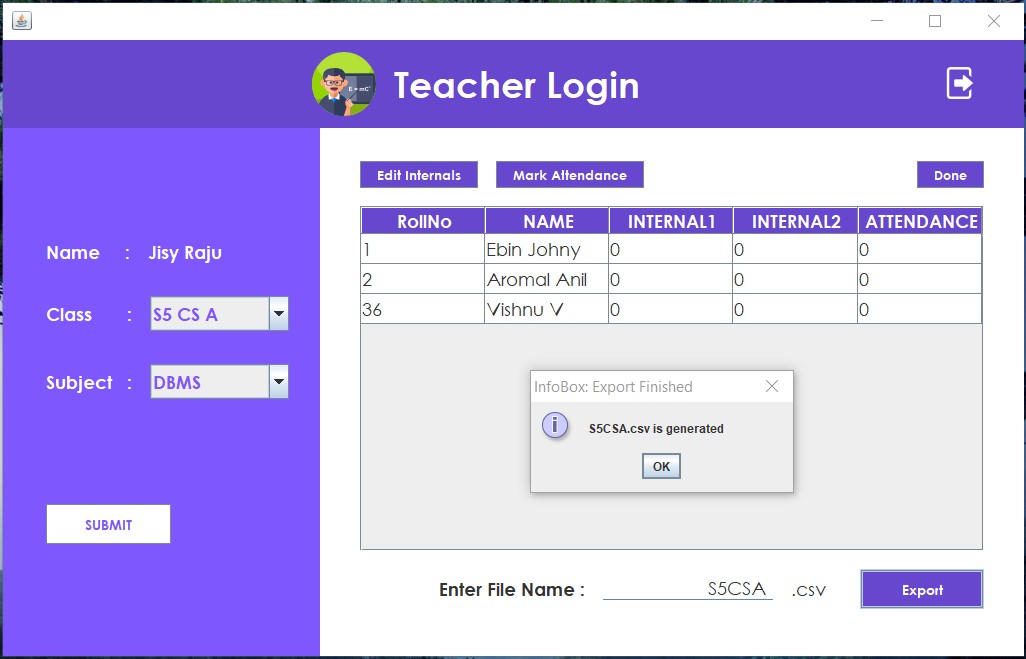 E = mc²
Teacher Login
Edit Internals Mark Attendance Done
RollNo NAME INTERNAL1 INTERNAL2 ATTENDANCE
1 Ebin Johny 0 0 0
2 Aromal Anil 0 0 0
36 Vishnu V 0 0 0
Name : Jisy Raju
Class : S5 CS A
Subject : DBMS
SUBMIT
InfoBox: Export Finished
i
S5CSA.csv is generated
OK
Enter File Name : S5CSA .csv Export